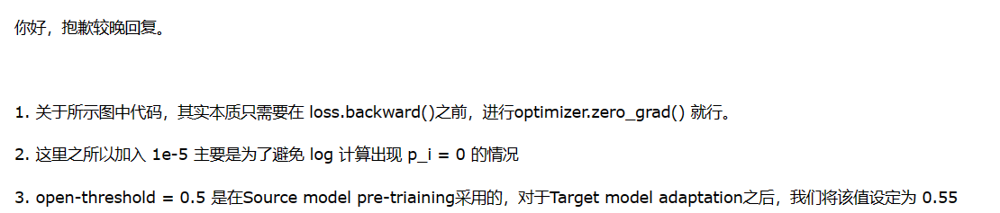 你好，抱歉较晚回复。
1. 关于所示图中代码，其实本质只需要在 loss.backward()之前，进行optimizer.zero_grad() 就行。
2. 这里之所以加入 1e-5 主要是为了避免 log 计算出现 p_i = 0 的情况
3. open-threshold = 0.5 是在Source model pre-triaining采用的，对于Target model adaptation之后，我们将该值设定为 0.55